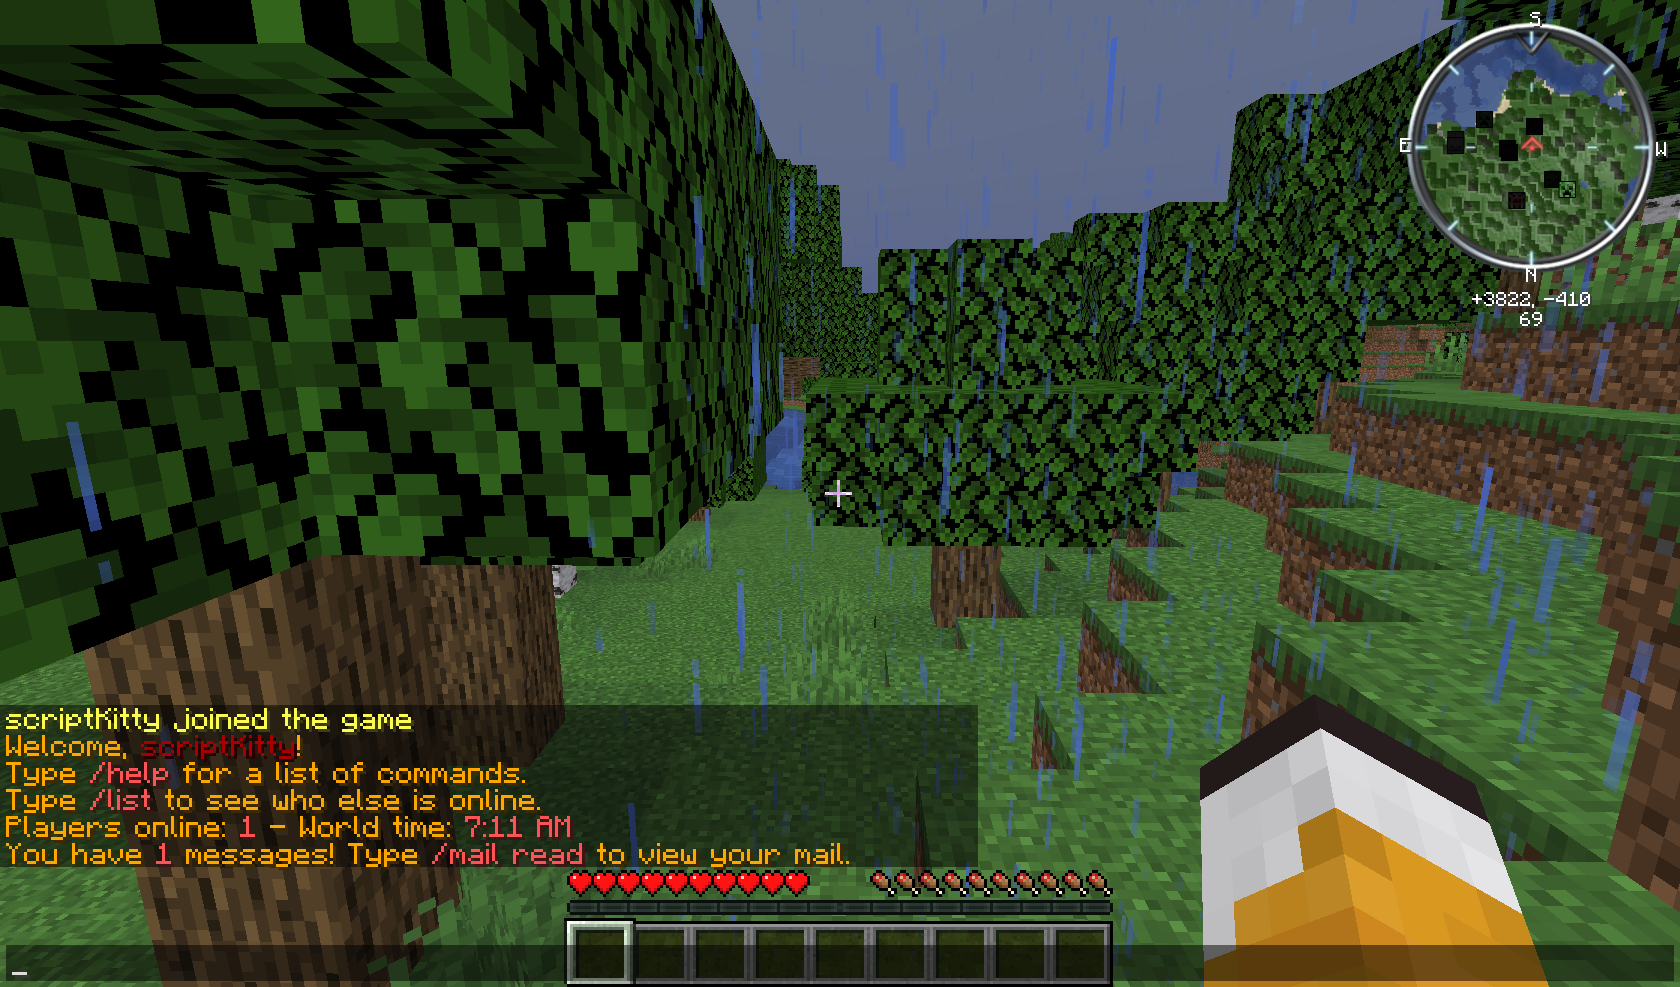 S
E
W
N
+3822, -410
69
scriptKitty joined the game
Welcome, scriptKitty!
Type /help for a list of commands.
Type /list to see who else is online.
Players online: 1 - World time: 7:11 AM
You have 1 messages! Type /mail read to view your mail.
_